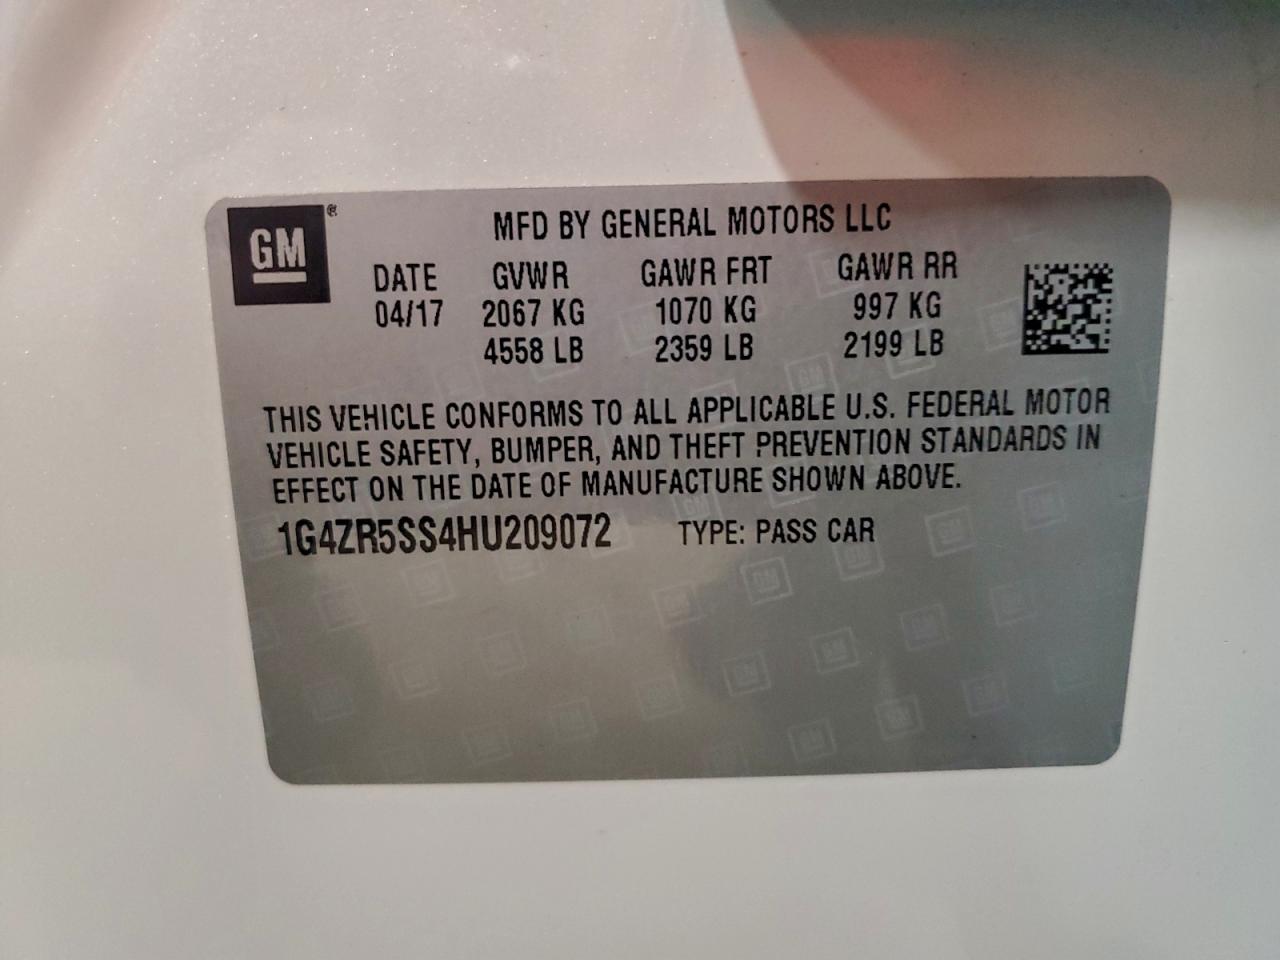 GM®
MFD BY GENERAL MOTORS LLC
DATE GVWR GAWR FRT GAWR RR
04/17 2067 KG 1070 KG 997 KG
4558 LB 2359 LB 2199 LB
THIS VEHICLE CONFORMS TO ALL APPLICABLE U.S. FEDERAL MOTOR
VEHICLE SAFETY, BUMPER, AND THEFT PREVENTION STANDARDS IN
EFFECT ON THE DATE OF MANUFACTURE SHOWN ABOVE.
1G4ZR5SS4HU209072 TYPE: PASS CAR